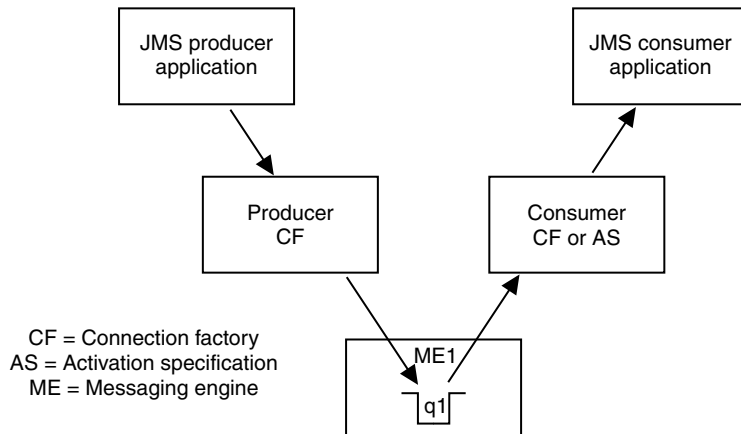 JMS producer
application
JMS consumer
application
Producer
CF
Consumer
CF or AS
CF = Connection factory
AS = Activation specification
ME = Messaging engine
ME1
q1